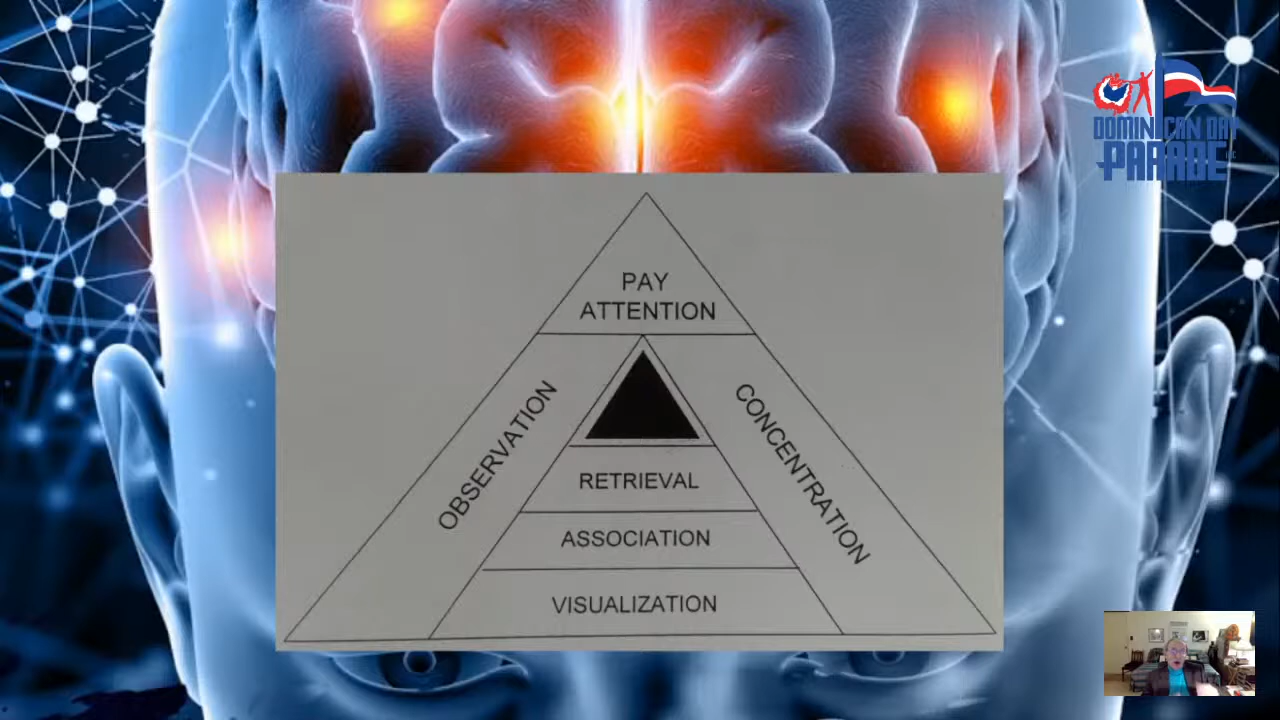 DOMINICAN DAY
PARADE
PAY
ATTENTION
OBSERVATION
CONCENTRATION
RETRIEVAL
ASSOCIATION
VISUALIZATION